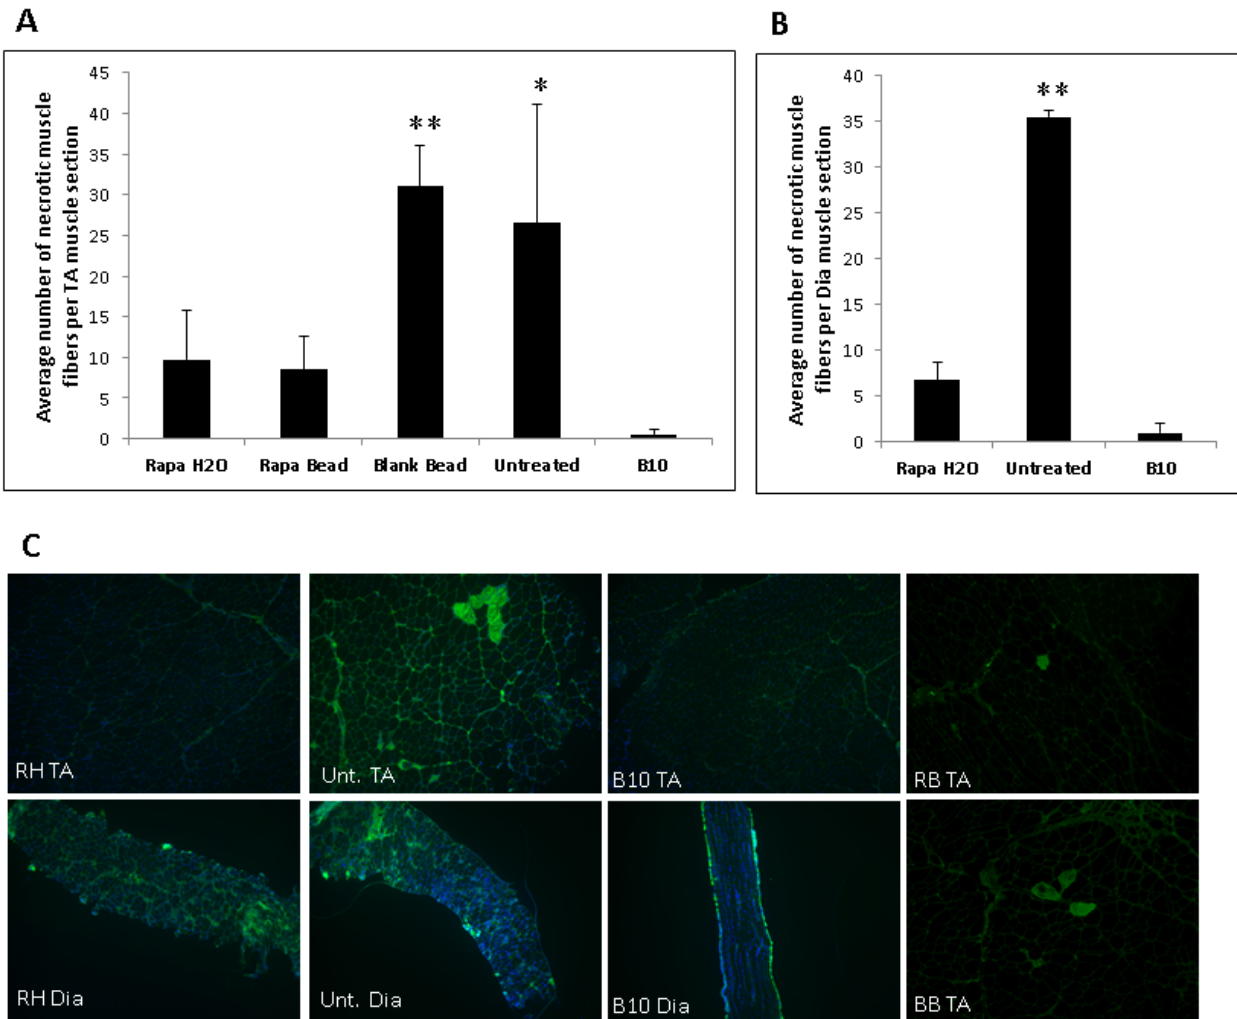 A
Average number of necrotic muscle
fibers per TA muscle section
45
40
35
30
25
20
15
10
5
0
**
*
Rapa H2O Rapa Bead Blank Bead Untreated B10
B
Average number of necrotic muscle
fibers per Dia muscle section
40
35
30
25
20
15
10
5
0
**
Rapa H2O Untreated B10
C
RH TA
Unt. TA
B10 TA
RB TA
RH Dia
Unt. Dia
B10 Dia
BB TA